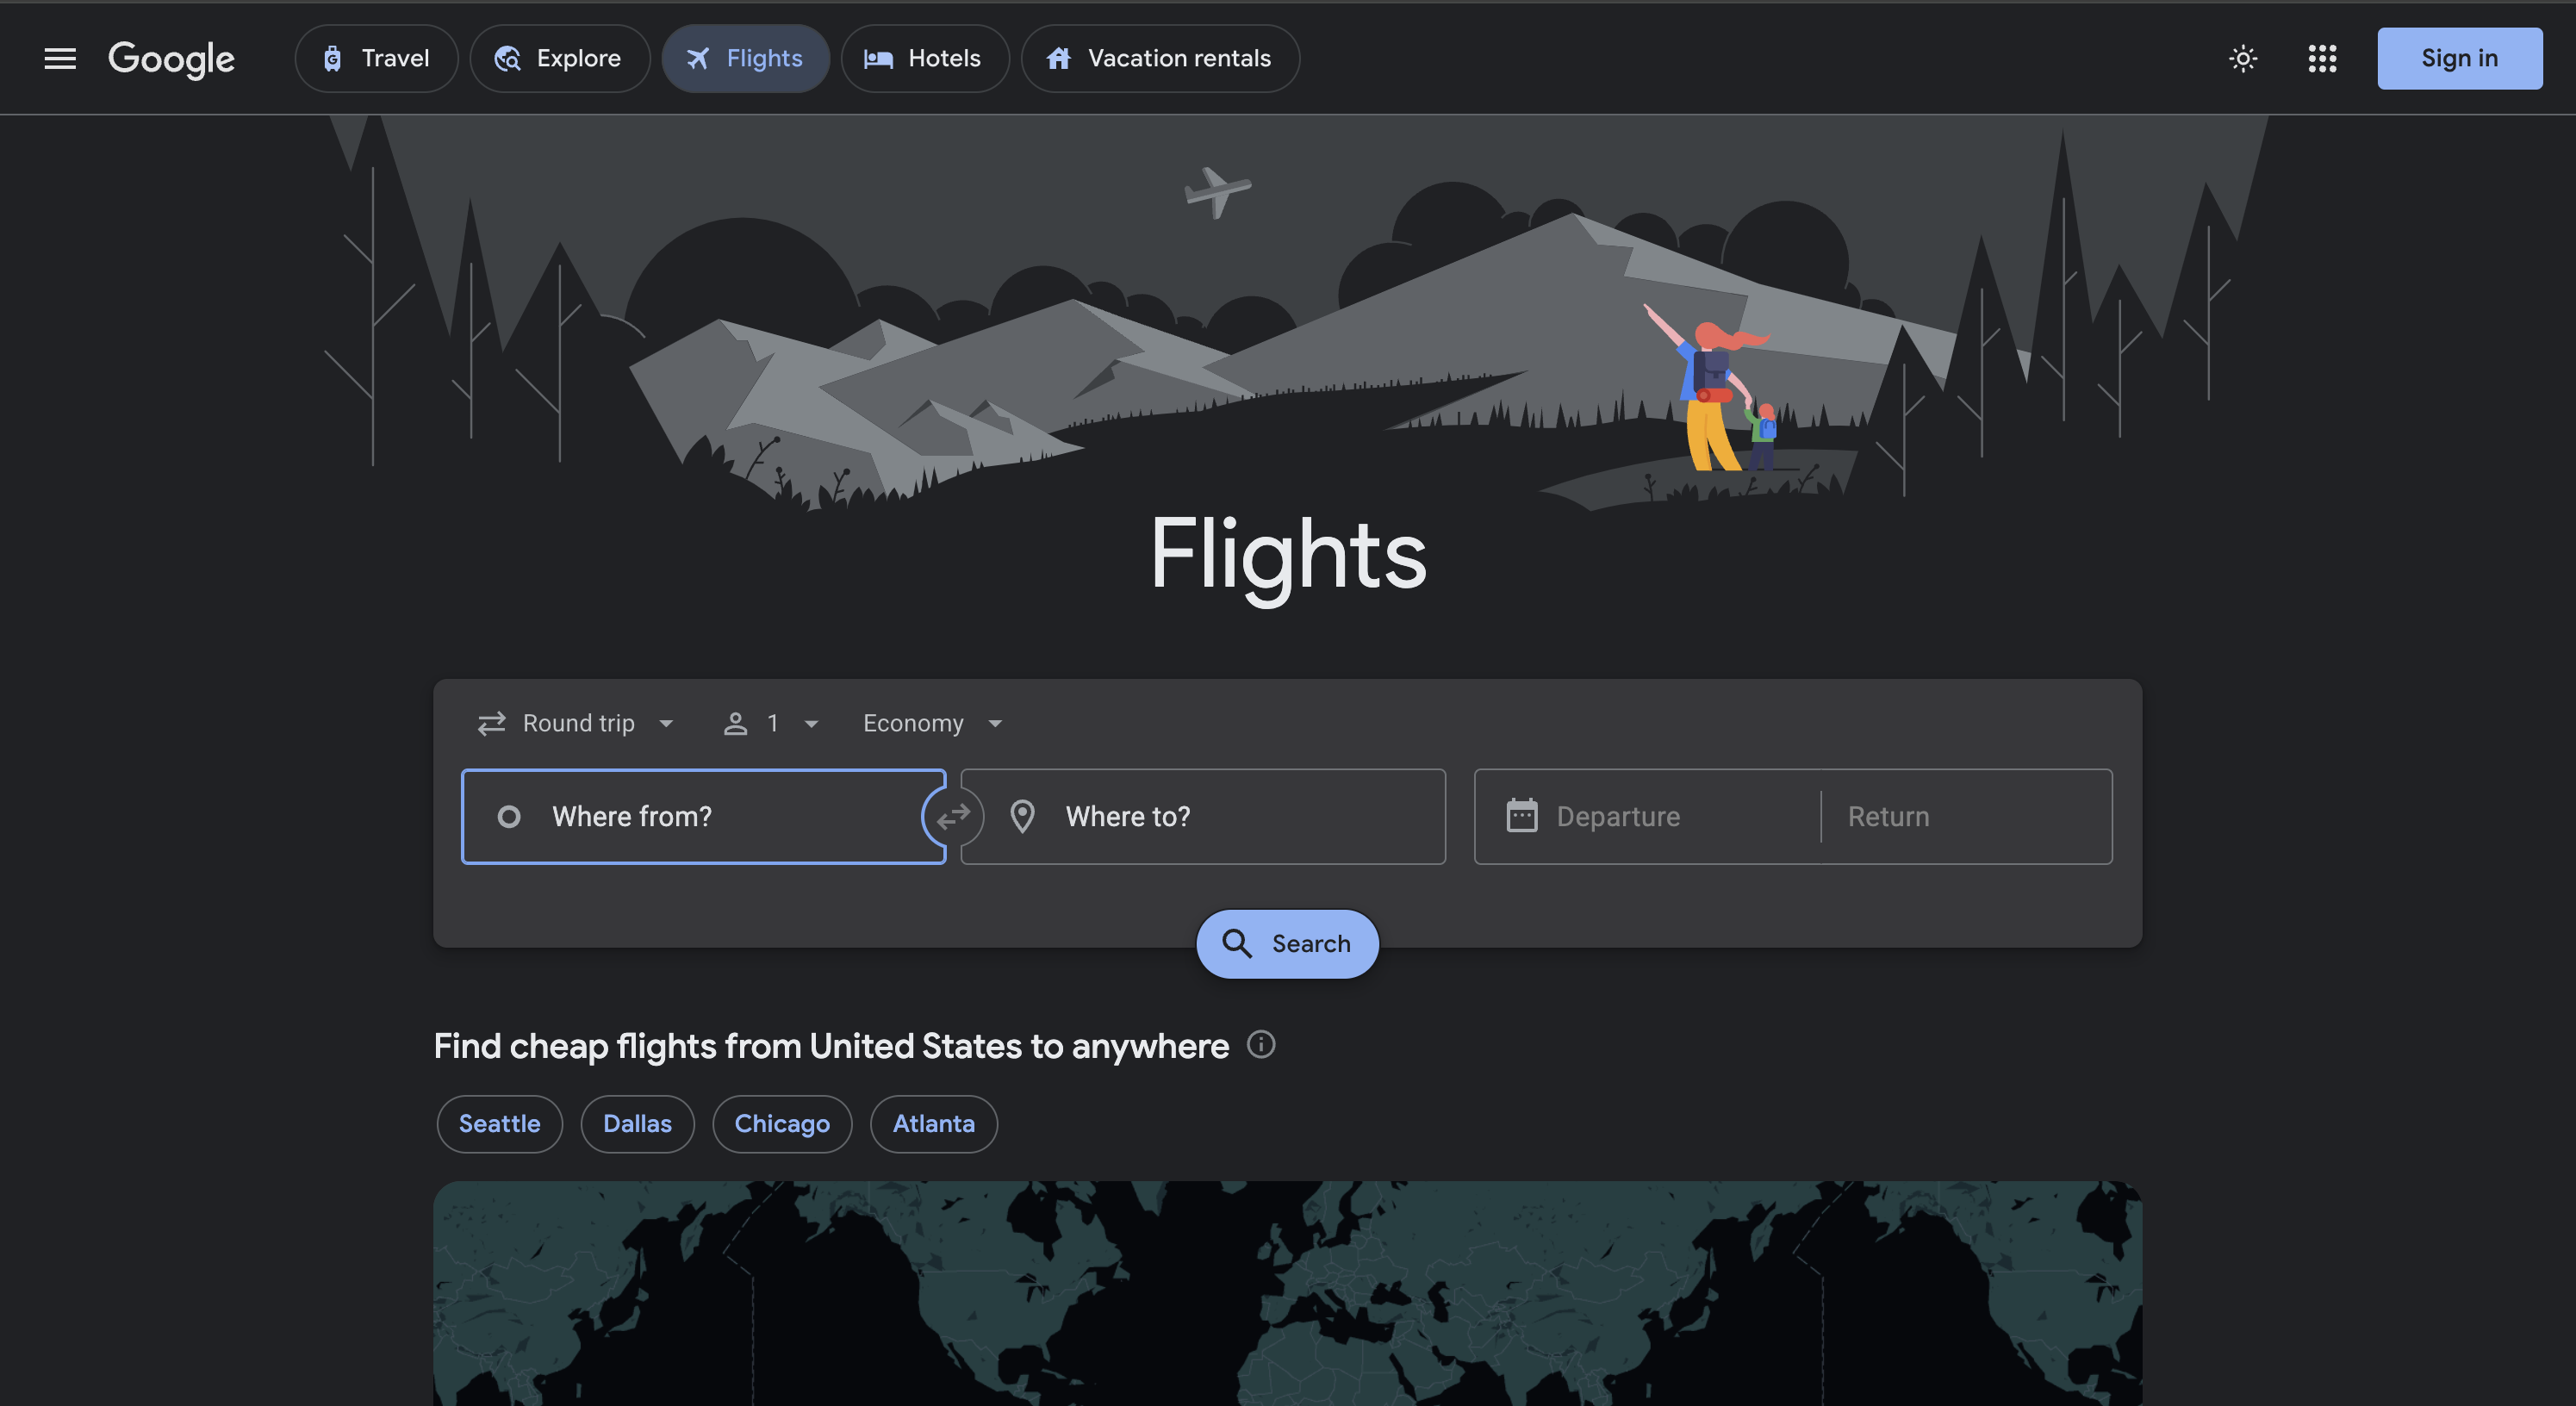 Google
Travel
Explore
Flights
Hotels
Vacation rentals
Sign in
Flights
Round trip
1
Economy
Where from?
Where to?
Departure
Return
Search
Find cheap flights from United States to anywhere
Seattle
Dallas
Chicago
Atlanta